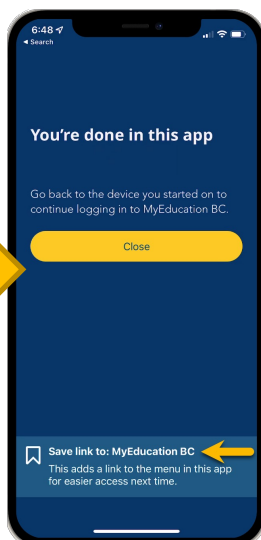 6:48
◀ Search
You're done in this app
Go back to the device you started on to
continue logging in to MyEducation BC.
Close
Save link to: MyEducation BC
This adds a link to the menu in this app
for easier access next time.